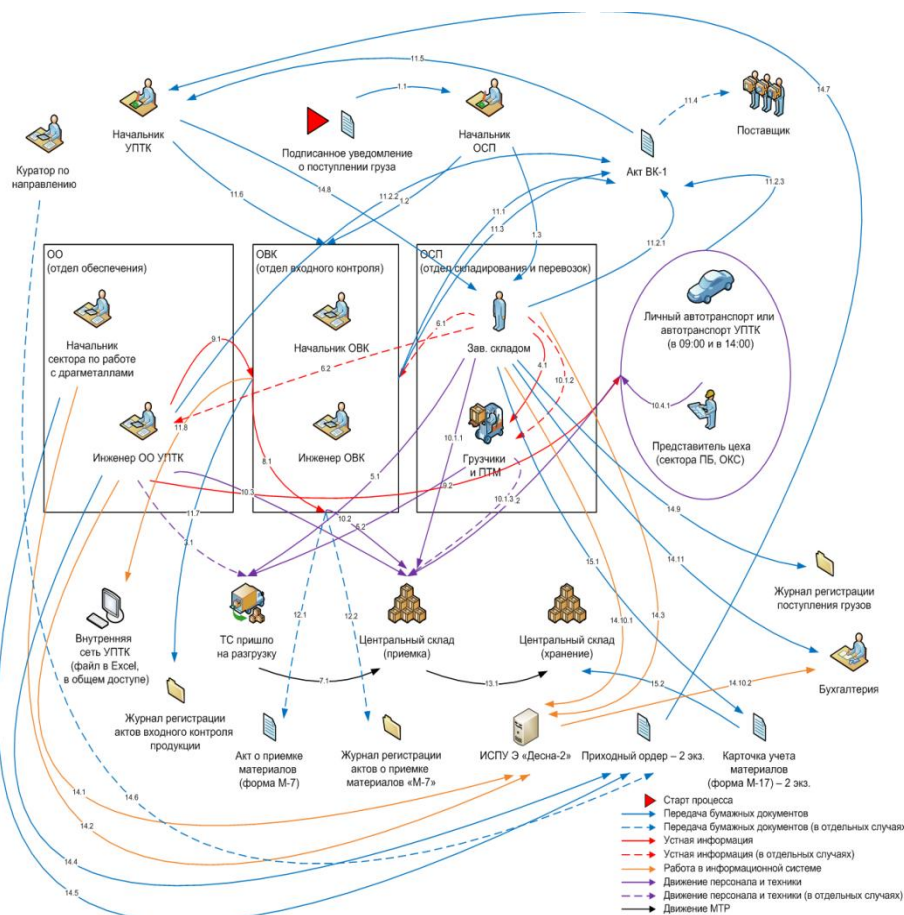 11.5
14.7
1.1
11.4
Начальник
УПТК
Подписанное уведомление
о поступлении груза
Начальник
ОСП
Акт ВК-1
Поставщик
Куратор по
направлению
11.6
14.8
11.2.2
1.2
11.1
11.3
1.3
11.2.3
11.2.1
ОО
(отдел обеспечения)
ОВК
(отдел входного контроля)
ОСП
(отдел складирования и перевозок)
Начальник
сектора по работе
с драгметаллами
Начальник ОВК
Зав. складом
Личный автотранспорт или
автотранспорт УПТК
(в 09:00 и в 14:00)
9.1
6.1
6.2
4.1
10.1.2
10.4.1
Инженер ОО УПТК
Инженер ОВК
Грузчики
и ПТМ
Представитель цеха
(сектора ПБ, ОКС)
11.8
8.1
10.1.1
5.1
9.2
10.3
10.1.3
11.7
10.2
5.2
14.9
15.1
14.11
14.10.1
14.3
Внутренняя
сеть УПТК
(файл в Excel,
в общем доступе)
ТС пришло
на разгрузку
Центральный склад
(приемка)
Центральный склад
(хранение)
Журнал регистрации
поступления грузов
12.1
12.2
7.1
13.1
15.2
14.10.2
Бухгалтерия
Журнал регистрации
актов входного контроля
продукции
Акт о приемке
материалов
(форма М-7)
Журнал регистрации
актов о приемке
материалов «М-7»
ИСПУ Э «Десна-2»
Приходный ордер – 2 экз.
Карточка учета
материалов
(форма М-17) – 2 экз.
14.1
14.6
14.2
14.4
14.5
Старт процесса
Передача бумажных документов
Передача бумажных документов (в отдельных случаях
Устная информация
Устная информация (в отдельных случаях)
Работа в информационной системе
Движение персонала и техники
Движение персонала и техники (в отдельных случаях)
Движение МТР